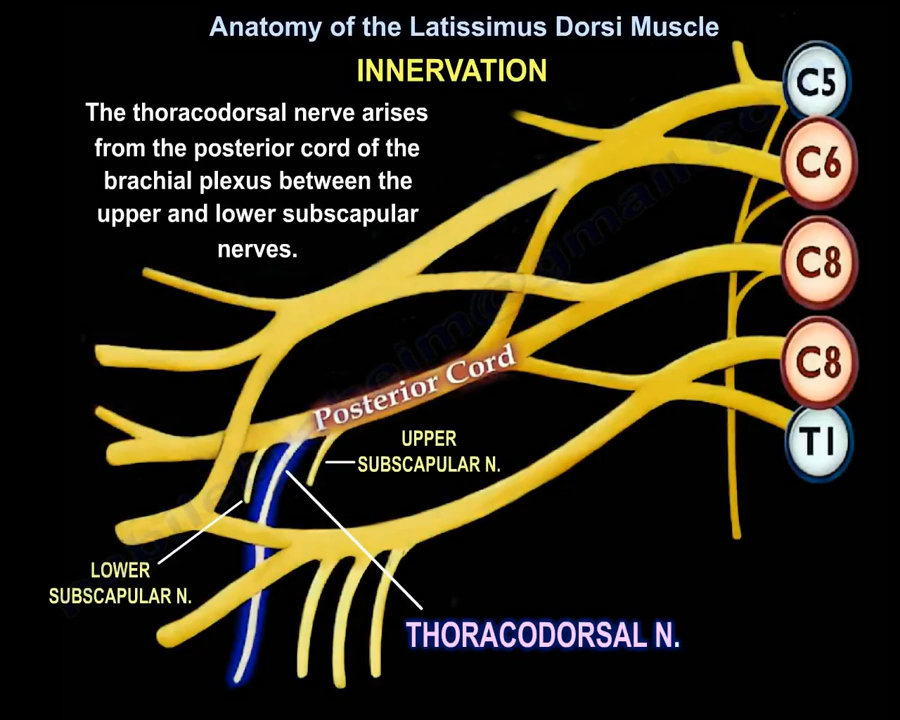 Anatomy of the Latissimus Dorsi Muscle
INNERVATION
The thoracodorsal nerve arises
from the posterior cord of the
brachial plexus between the
upper and lower subscapular
nerves.
C5
C6
C8
C8
T1
Posterior Cord
UPPER
SUBSCAPULAR N.
LOWER
SUBSCAPULAR N.
THORACODORSAL N.